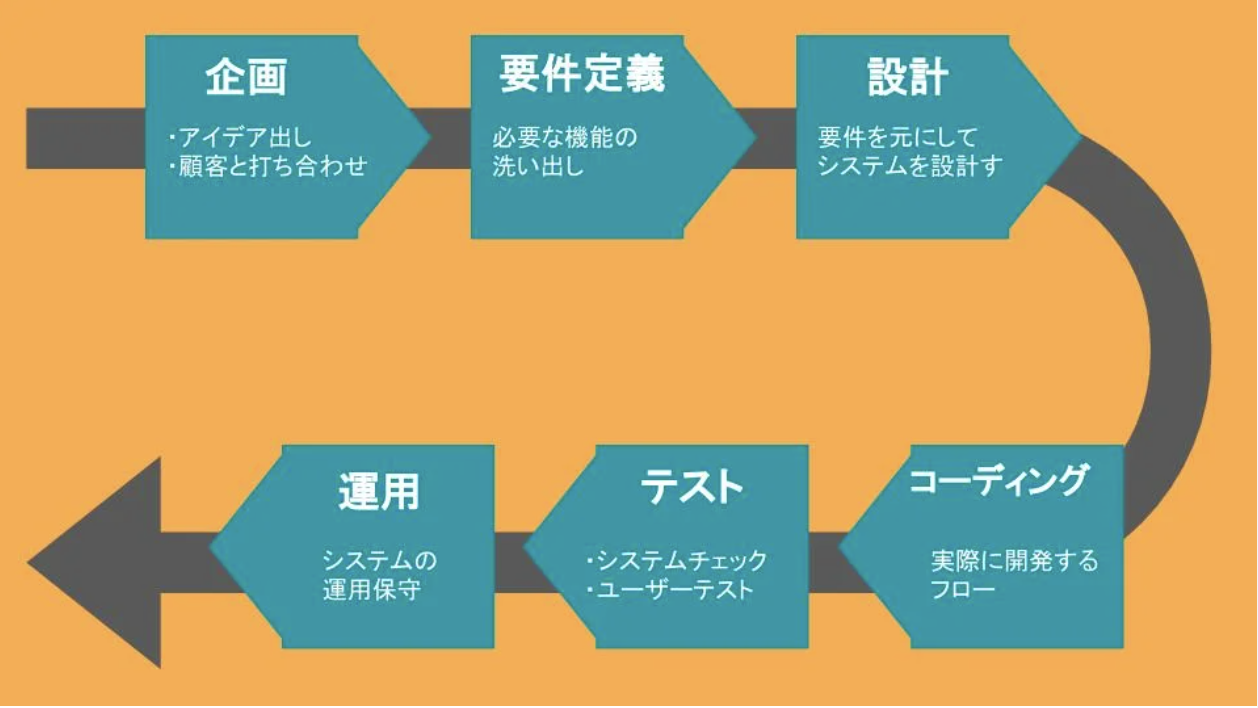 企画
・アイデア出し
・顧客と打ち合わせ
要件定義
必要な機能の
洗い出し
設計
要件を元にして
システムを設計す
コーディング
実際に開発する
フロー
テスト
・システムチェック
・ユーザーテスト
運用
システムの
運用保守